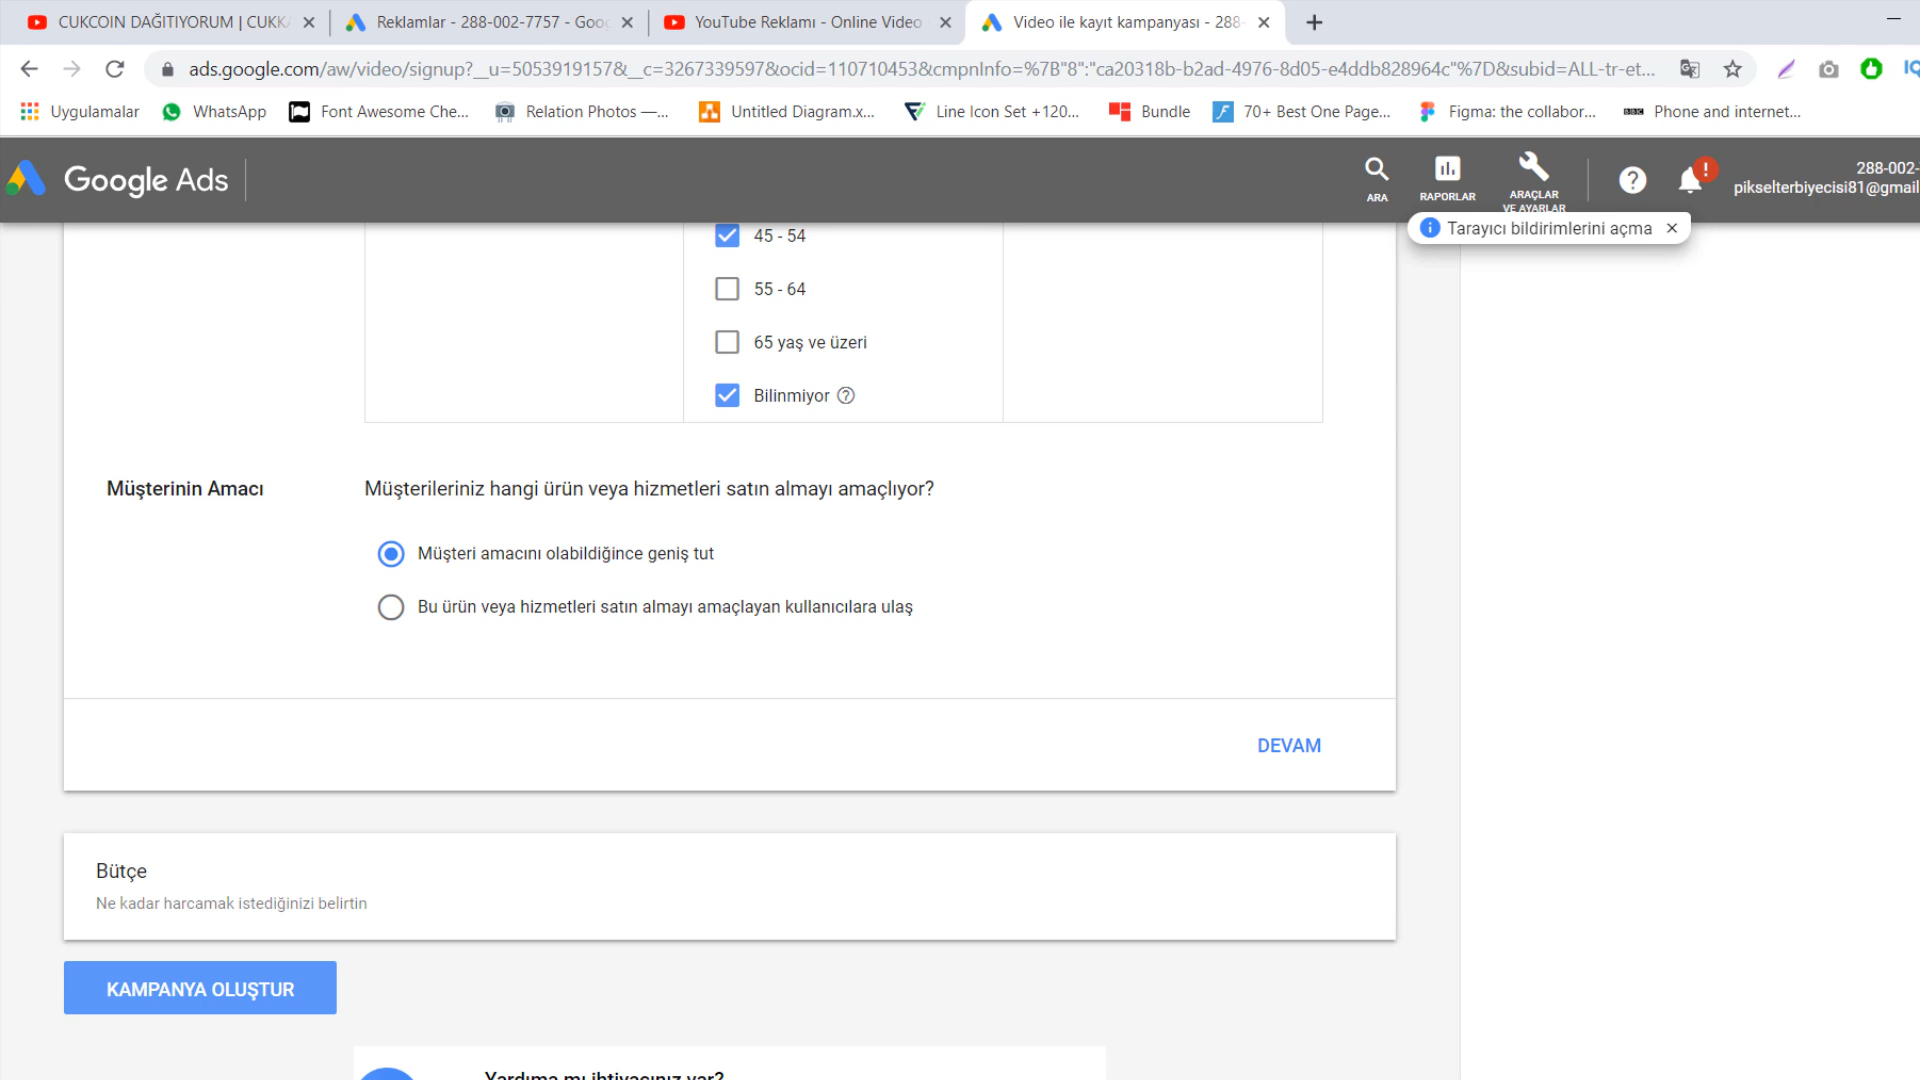 CUKCOIN DAĞITIYORUM | CUKK
Reklamlar - 288-002-7757 - Goo
YouTube Reklamı - Online Video
Video ile kayıt kampanyası - 288-
ads.google.com/aw/video/signup?__u=5053919157&__c=3267339597&ocid=110710453&cmpnInfo=%7B"8":"ca20318b-b2ad-4976-8d05-e4ddb828964c"%7D&subid=ALL-tr-et...
Uygulamalar
WhatsApp
Font Awesome Che...
Relation Photos —...
Untitled Diagram.x...
Line Icon Set +120...
Bundle
70+ Best One Page...
Figma: the collabor...
BBC
Phone and internet...
Google Ads
ARA
RAPORLAR
ARAÇLAR
VE AYARLAR
288-002-
pikselterbiyecisi81@gmail
Tarayıcı bildirimlerini açma
45 - 54
55 - 64
65 yaş ve üzeri
Bilinmiyor
Müşterinin Amacı
Müşterileriniz hangi ürün veya hizmetleri satın almayı amaçlıyor?
Müşteri amacını olabildiğince geniş tut
Bu ürün veya hizmetleri satın almayı amaçlayan kullanıcılara ulaş
DEVAM
Bütçe
Ne kadar harcamak istediğinizi belirtin
KAMPANYA OLUŞTUR
Yardıma mı ihtiyacınız var?